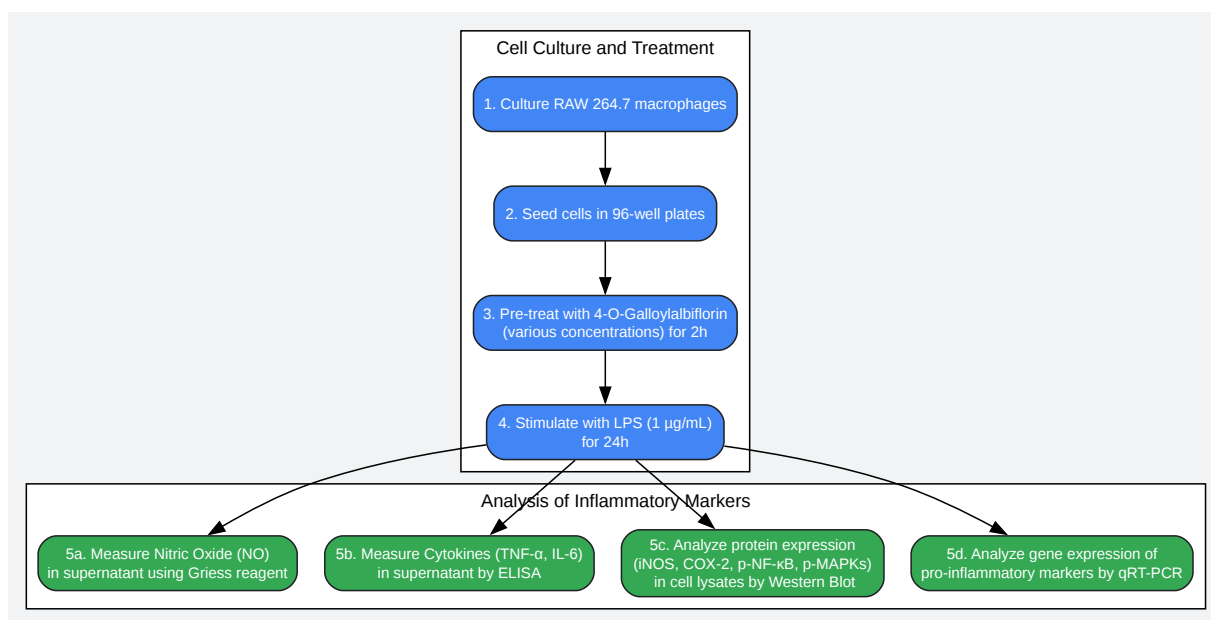 Cell Culture and Treatment
1. Culture RAW 264.7 macrophages
2. Seed cells in 96-well plates
3. Pre-treat with 4-O-Galloylalbiflorin
(various concentrations) for 2h
4. Stimulate with LPS (1 μg/mL)
for 24h
Analysis of Inflammatory Markers
5a. Measure Nitric Oxide (NO)
in supernatant using Griess reagent
5b. Measure Cytokines (TNF-α, IL-6)
in supernatant by ELISA
5c. Analyze protein expression
(iNOS, COX-2, p-NF-κB, p-MAPKs)
in cell lysates by Western Blot
5d. Analyze gene expression of
pro-inflammatory markers by qRT-PCR